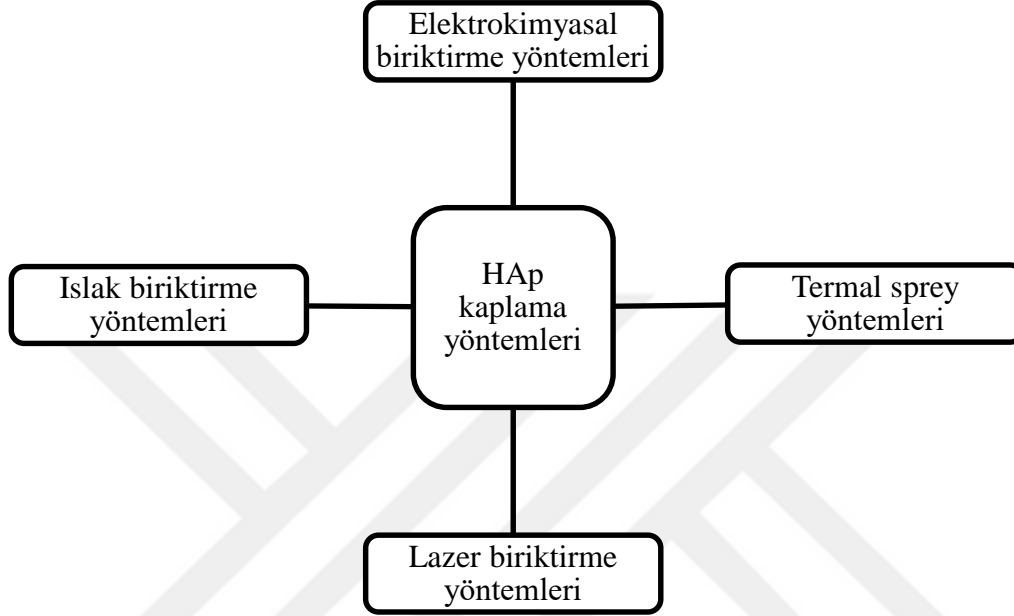 Elektrokimyasal
biriktirme yöntemleri
Islak biriktirme
yöntemleri
HAp
kaplama
yöntemleri
Termal sprey
yöntemleri
Lazer biriktirme
yöntemleri